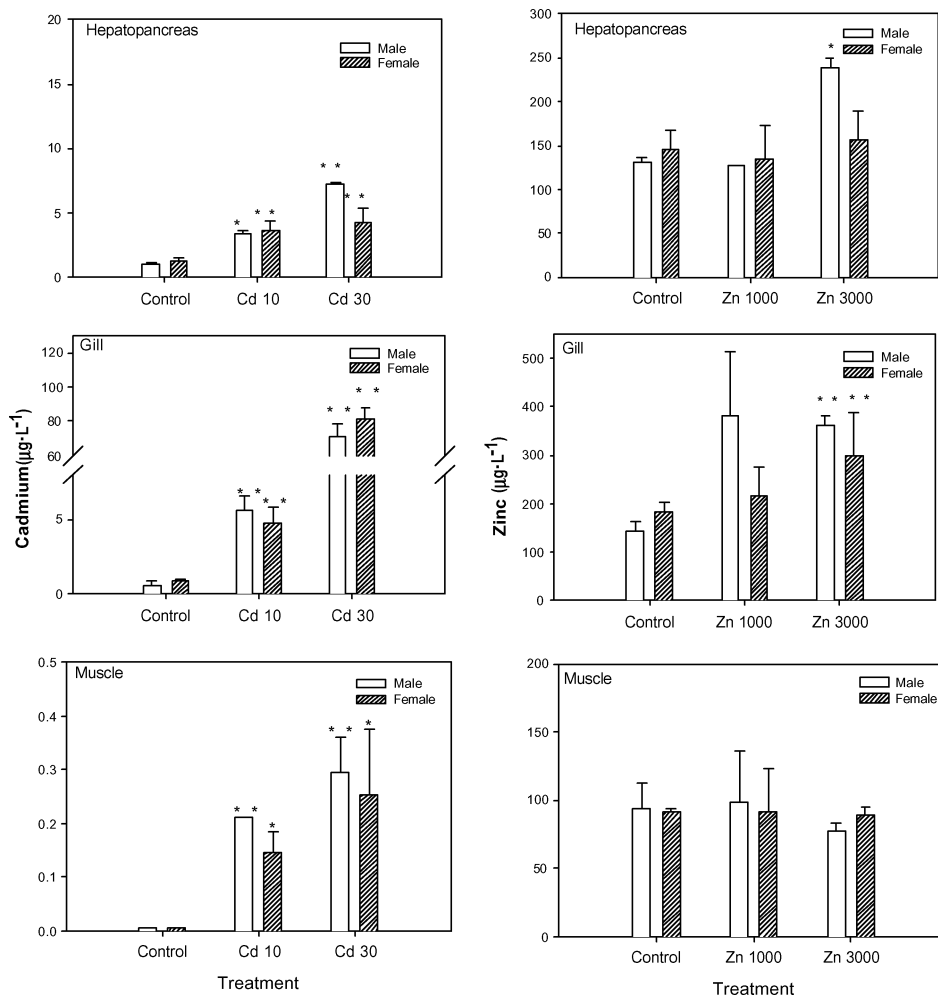 Hepatopancreas
Male
Female
20
15
10
5
0
* *
* *
*
* *
Control
Cd 10
Cd 30
Hepatopancreas
Male
Female
300
250
200
150
100
50
0
*
Control
Zn 1000
Zn 3000
Gill
Male
Female
120
100
80
60
5
0
* *
* *
* *
* *
Control
Cd 10
Cd 30
Cadmium(µg·L⁻¹)
Gill
Male
Female
500
400
300
200
100
0
* * * *
Control
Zn 1000
Zn 3000
Zinc (µg·L⁻¹)
Muscle
Male
Female
0.5
0.4
0.3
0.2
0.1
0.0
* * *
* *
*
Control
Cd 10
Cd 30
Treatment
Muscle
Male
Female
200
150
100
50
0
Control
Zn 1000
Zn 3000
Treatment